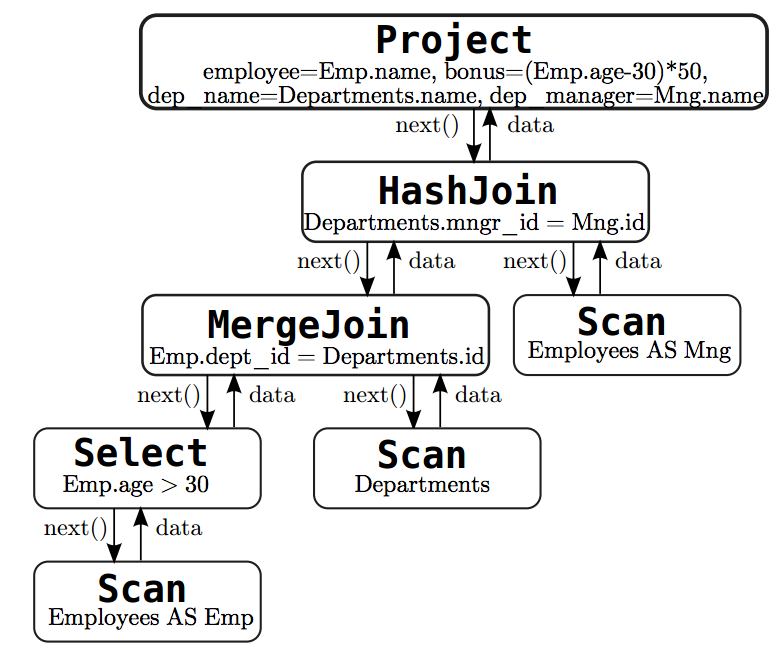 Project
employee=Emp.name, bonus=(Emp.age-30)*50,
dep_name=Departments.name, dep_manager=Mng.name
next() data
HashJoin
Departments.mngr_id = Mng.id
next() data next() data
MergeJoin
Emp.dept_id = Departments.id
Scan
Employees AS Mng
next() data next() data
Select
Emp.age > 30
Scan
Departments
next() data
Scan
Employees AS Emp